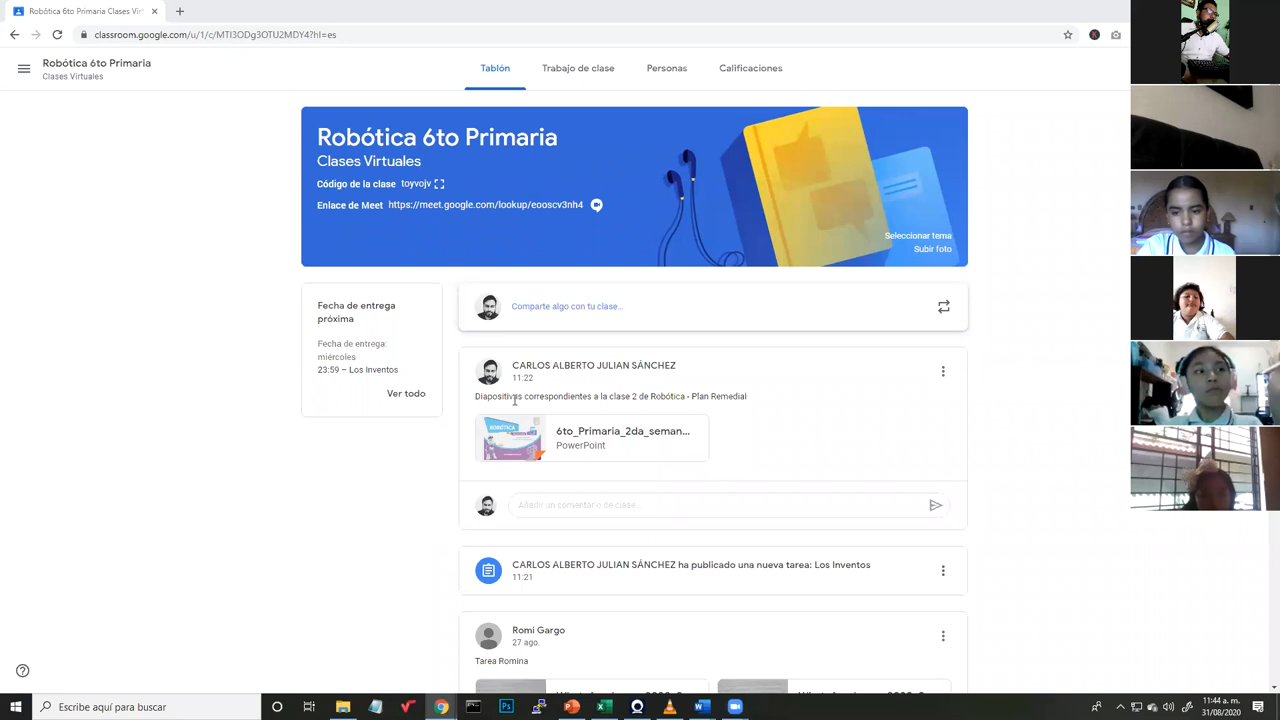 Robótica 6to Primaria Clases Vir
classroom.google.com/u/1/c/MTI3ODg3OTU2MDY4?hl=es
Robótica 6to Primaria
Clases Virtuales
Tablón
Trabajo de clase
Personas
Calificaciones
Robótica 6to Primaria
Clases Virtuales
Código de la clase toyvojv
Enlace de Meet https://meet.google.com/lookup/eooscv3nh4
Seleccionar tema
Subir foto
Fecha de entrega
próxima
Fecha de entrega:
miércoles
23:59 – Los Inventos
Ver todo
Comparte algo con tu clase...
CARLOS ALBERTO JULIAN SÁNCHEZ
11:22
Diapositivas correspondientes a la clase 2 de Robótica - Plan Remedial
ROBÓTICA
6to_Primaria_2da_seman...
PowerPoint
Añadir un comentario de clase...
CARLOS ALBERTO JULIAN SÁNCHEZ ha publicado una nueva tarea: Los Inventos
11:21
Romi Gargo
27 ago.
Tarea Romina
Escribe aquí para buscar
11:44 a. m.
31/08/2020